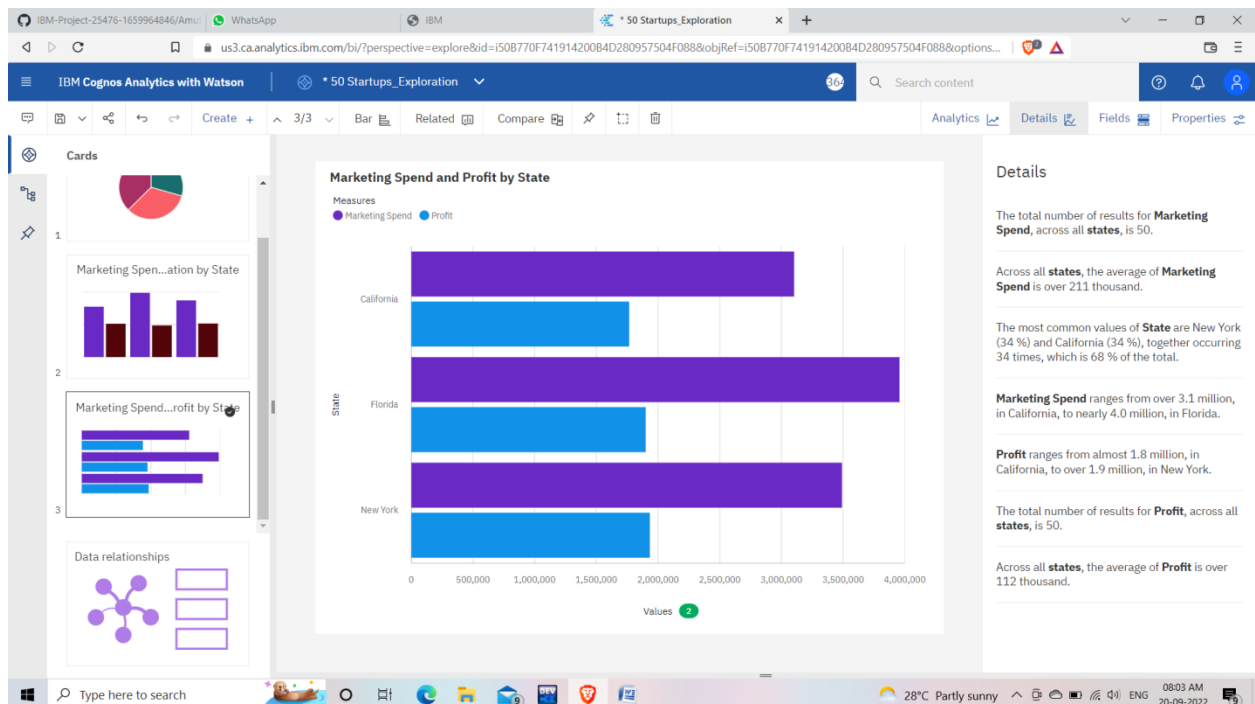 IBM-Project-25476-1659964846/Amu
WhatsApp
IBM
* 50 Startups_Exploration
us3.ca.analytics.ibm.com/bi/?perspective=explore&id=i50B770F741914200B4D280957504F088&objRef=i50B770F741914200B4D280957504F088&options...
IBM Cognos Analytics with Watson
* 50 Startups_Exploration
364
Search content
Create +
3/3
Bar
Related
Compare
Analytics
Details
Fields
Properties
Cards
1
Marketing Spen...ation by State
2
Marketing Spend...rofit by State
3
Data relationships
Marketing Spend and Profit by State
Measures
Marketing Spend Profit
State
California
Florida
New York
0 500,000 1,000,000 1,500,000 2,000,000 2,500,000 3,000,000 3,500,000 4,000,000
Values 2
Details
The total number of results for Marketing
Spend, across all states, is 50.
Across all states, the average of Marketing
Spend is over 211 thousand.
The most common values of State are New York
(34 %) and California (34 %), together occurring
34 times, which is 68 % of the total.
Marketing Spend ranges from over 3.1 million,
in California, to nearly 4.0 million, in Florida.
Profit ranges from almost 1.8 million, in
California, to over 1.9 million, in New York.
The total number of results for Profit, across all
states, is 50.
Across all states, the average of Profit is over
112 thousand.
Type here to search
28°C Partly sunny
ENG
08:03 AM
20-09-2022